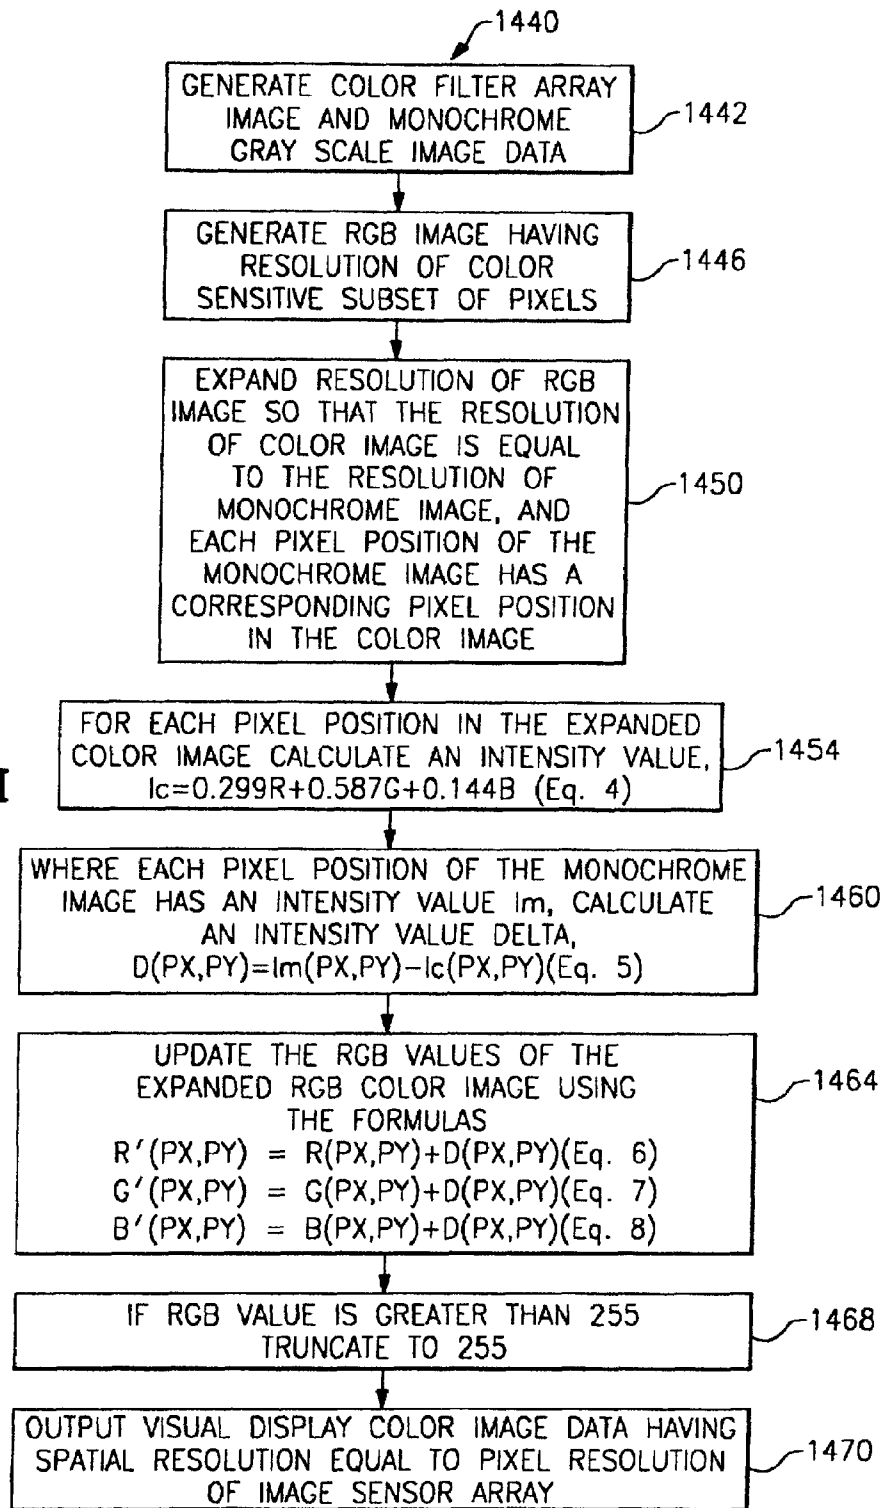 1440
GENERATE COLOR FILTER ARRAY
IMAGE AND MONOCHROME
GRAY SCALE IMAGE DATA
1442
GENERATE RGB IMAGE HAVING
RESOLUTION OF COLOR
SENSITIVE SUBSET OF PIXELS
1446
EXPAND RESOLUTION OF RGB
IMAGE SO THAT THE RESOLUTION
OF COLOR IMAGE IS EQUAL
TO THE RESOLUTION OF
MONOCHROME IMAGE, AND
EACH PIXEL POSITION OF THE
MONOCHROME IMAGE HAS A
CORRESPONDING PIXEL POSITION
IN THE COLOR IMAGE
1450
FOR EACH PIXEL POSITION IN THE EXPANDED
COLOR IMAGE CALCULATE AN INTENSITY VALUE,
Ic=0.299R+0.587G+0.144B (Eq. 4)
1454
WHERE EACH PIXEL POSITION OF THE MONOCHROME
IMAGE HAS AN INTENSITY VALUE Im, CALCULATE
AN INTENSITY VALUE DELTA,
D(PX,PY)=Im(PX,PY)-Ic(PX,PY)(Eq. 5)
1460
UPDATE THE RGB VALUES OF THE
EXPANDED RGB COLOR IMAGE USING
THE FORMULAS
R'(PX,PY) = R(PX,PY)+D(PX,PY)(Eq. 6)
G'(PX,PY) = G(PX,PY)+D(PX,PY)(Eq. 7)
B'(PX,PY) = B(PX,PY)+D(PX,PY)(Eq. 8)
1464
IF RGB VALUE IS GREATER THAN 255
TRUNCATE TO 255
1468
OUTPUT VISUAL DISPLAY COLOR IMAGE DATA HAVING
SPATIAL RESOLUTION EQUAL TO PIXEL RESOLUTION
OF IMAGE SENSOR ARRAY
1470